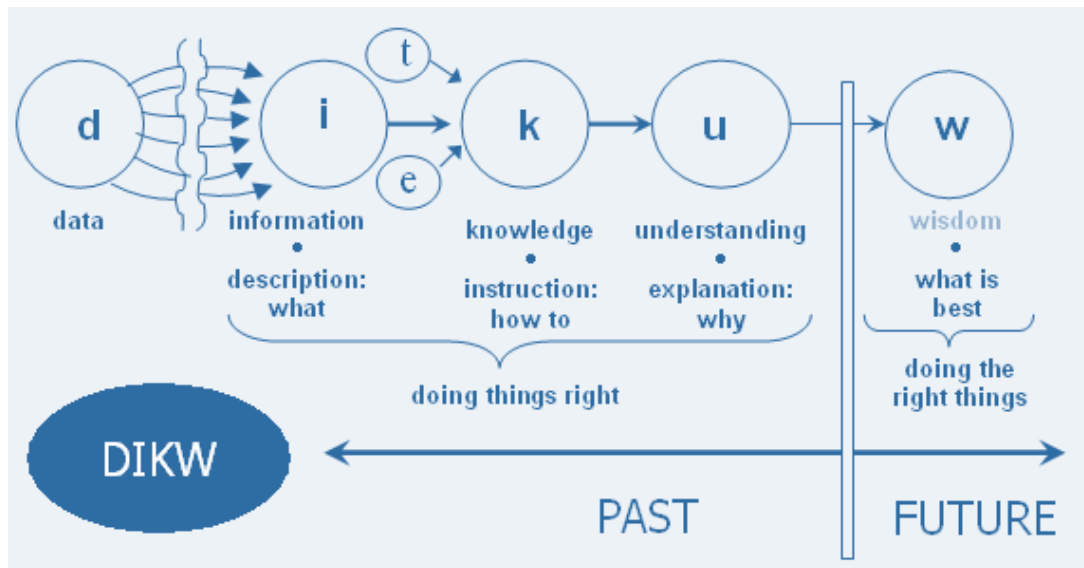 t
d
i
k
u
w
e
data
information
knowledge
understanding
wisdom
description:
what
instruction:
how to
explanation:
why
what is
best
doing things right
doing the
right things
DIKW
PAST
FUTURE